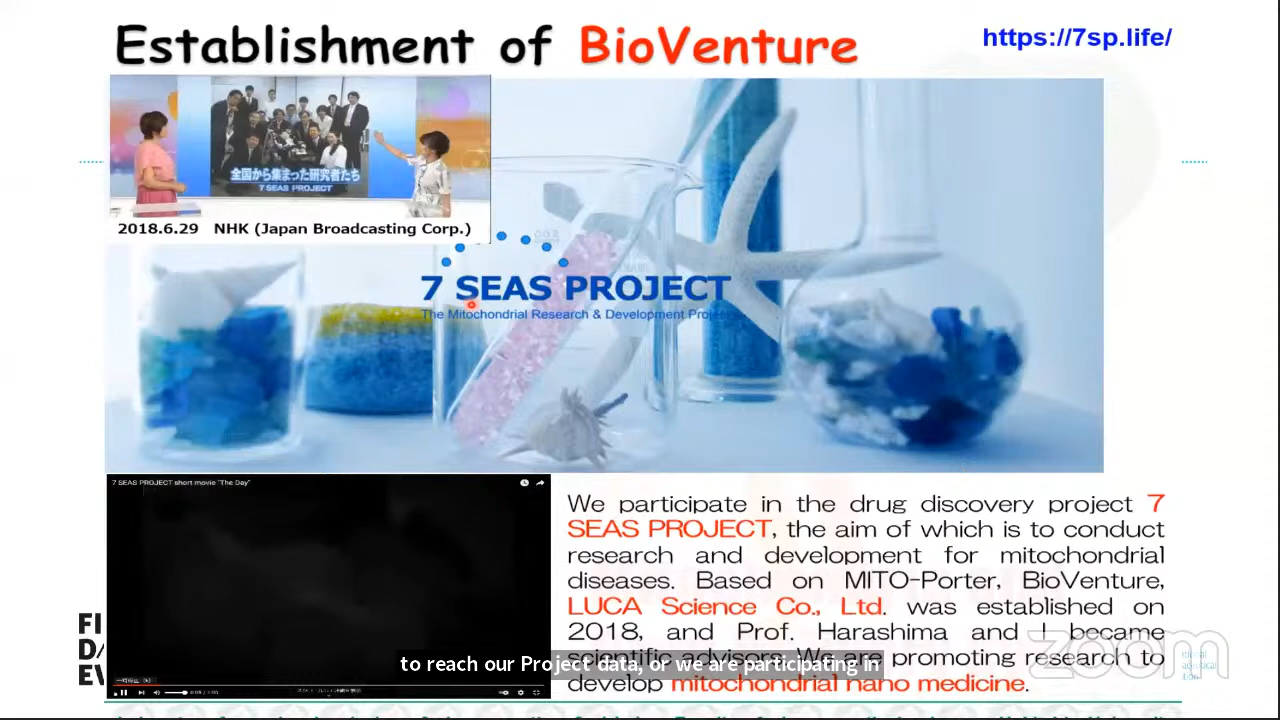 Establishment of BioVenture
https://7sp.life/
全国から集まった研究者たち
7 SEAS PROJECT
2018.6.29 NHK (Japan Broadcasting Corp.)
7 SEAS PROJECT
The Mitochondrial Research & Development Project
7 SEAS PROJECT short movie "The Day"
We participate in the drug discovery project 7
SEAS PROJECT, the aim of which is to conduct
research and development for mitochondrial
diseases. Based on MITO-Porter, BioVenture,
LUCA Science Co., Ltd. was established on
2018, and Prof. Harashima and I became
scientific advisors. We are promoting research to
develop mitochondrial nano medicine.
to reach our Project data, or we are participating in
zoom